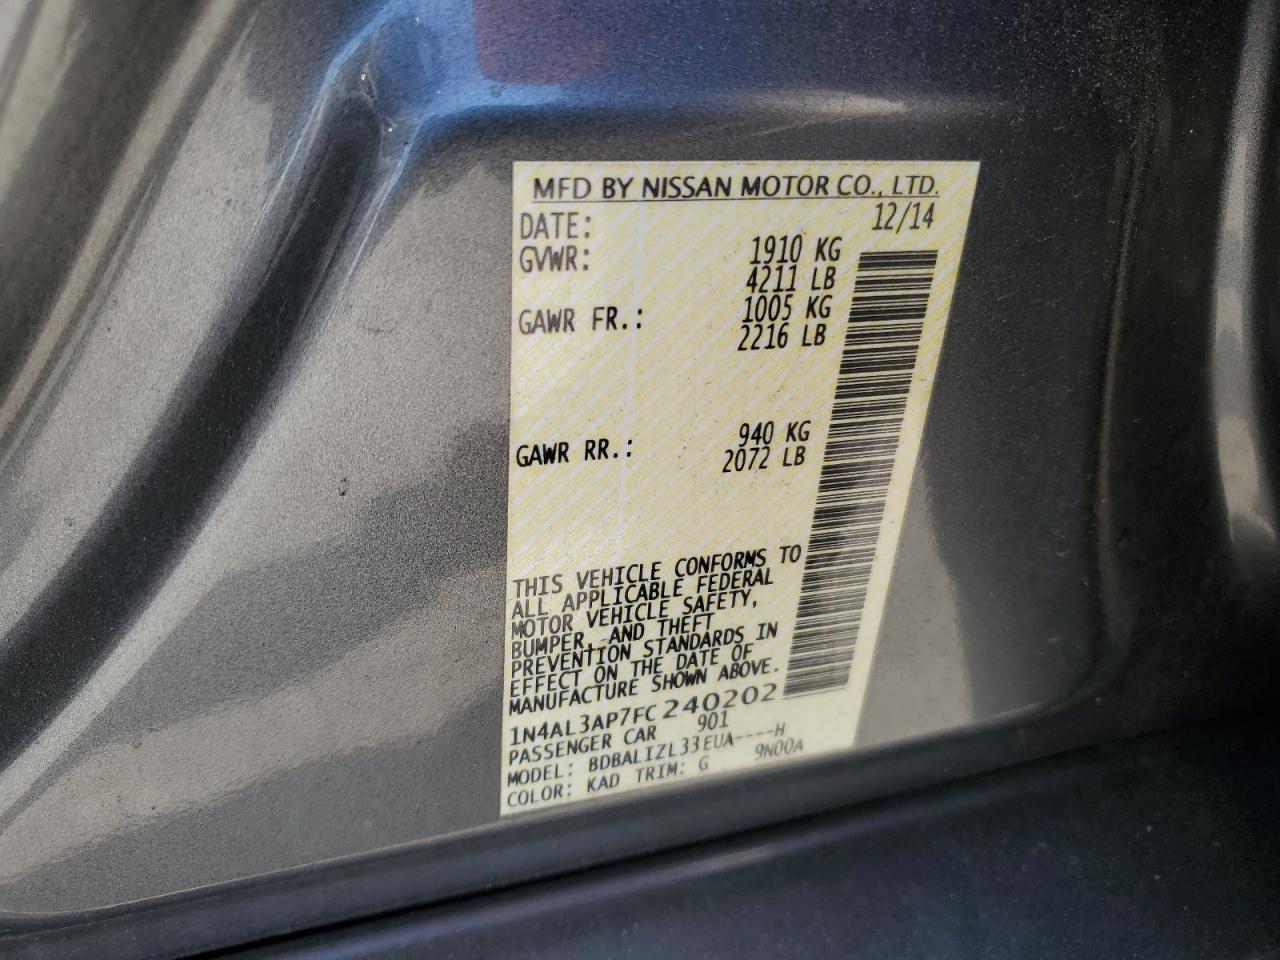 MFD BY NISSAN MOTOR CO., LTD.
DATE: 12/14
GVWR: 1910 KG
4211 LB
GAWR FR.: 1005 KG
2216 LB
GAWR RR.: 940 KG
2072 LB
THIS VEHICLE CONFORMS TO
ALL APPLICABLE FEDERAL
MOTOR VEHICLE SAFETY,
BUMPER, AND THEFT
PREVENTION STANDARDS IN
EFFECT ON THE DATE OF
MANUFACTURE SHOWN ABOVE.
1N4AL3AP7FC240202
PASSENGER CAR 901
MODEL: BDBALIZL33EUA----H
COLOR: KAD TRIM: G 9N00A